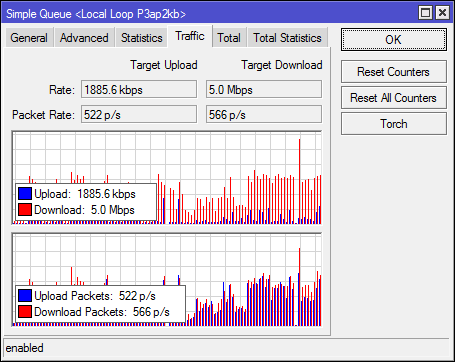 Simple Queue <Local Loop P3ap2kb>
General Advanced Statistics Traffic Total Total Statistics
Target Upload Target Download
Rate: 1885.6 kbps 5.0 Mbps
Packet Rate: 522 p/s 566 p/s
Upload: 1885.6 kbps
Download: 5.0 Mbps
Upload Packets: 522 p/s
Download Packets: 566 p/s
OK
Reset Counters
Reset All Counters
Torch
enabled